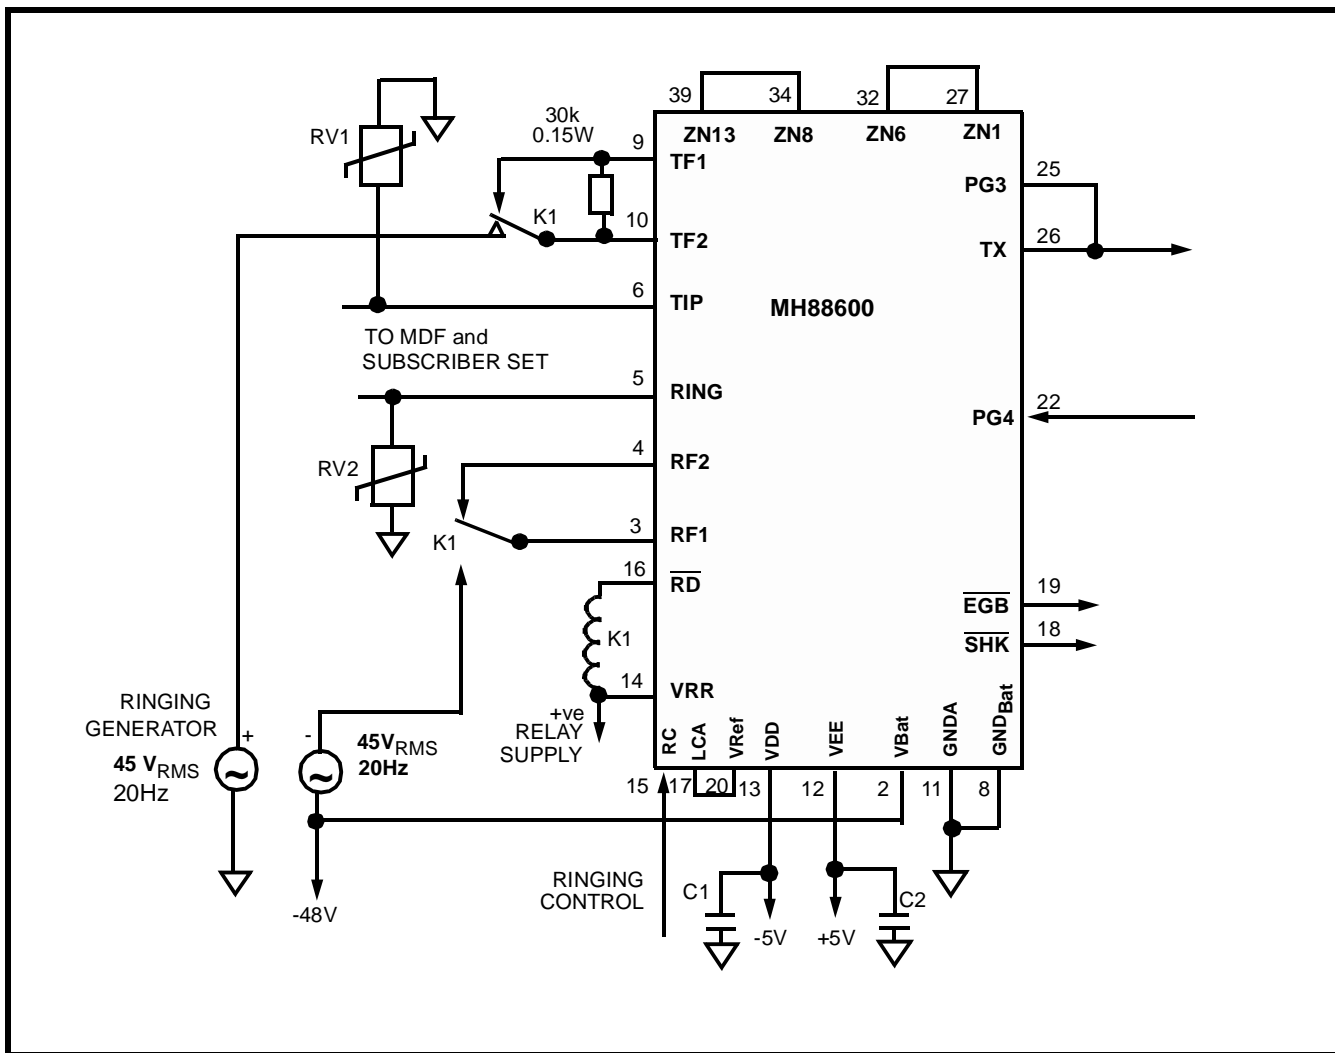 39
34
32
27
30k
0.15W
RV1
9
ZN13
ZN8
ZN6
ZN1
TF1
25
PG3
K1
10
TF2
26
TX
6
TIP
MH88600
TO MDF and
SUBSCRIBER SET
5
RING
22
PG4
4
RF2
RV2
3
RF1
K1
16
RD
19
EGB
K1
18
SHK
14
VRR
RINGING
GENERATOR
+
-
45 VRMS
20Hz
45VRMS
20Hz
+ve
RELAY
SUPPLY
RC
LCA
VRef
VDD
VEE
VBat
GNDA
GNDBat
15
17
20
13
12
2
11
8
RINGING
CONTROL
C1
C2
-48V
-5V
+5V